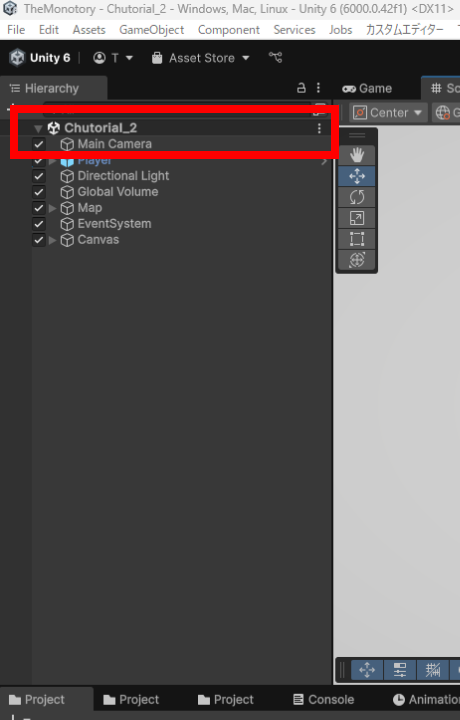 TheMonotory - Chutorial_2 - Windows, Mac, Linux - Unity 6 (6000.0.42f1) <DX11>
File Edit Assets GameObject Component Services Jobs カスタムエディター
Unity 6 T Asset Store
Hierarchy
Game
Center
Chutorial_2
Main Camera
Player
Directional Light
Global Volume
Map
EventSystem
Canvas
Project Project Project Console Animation